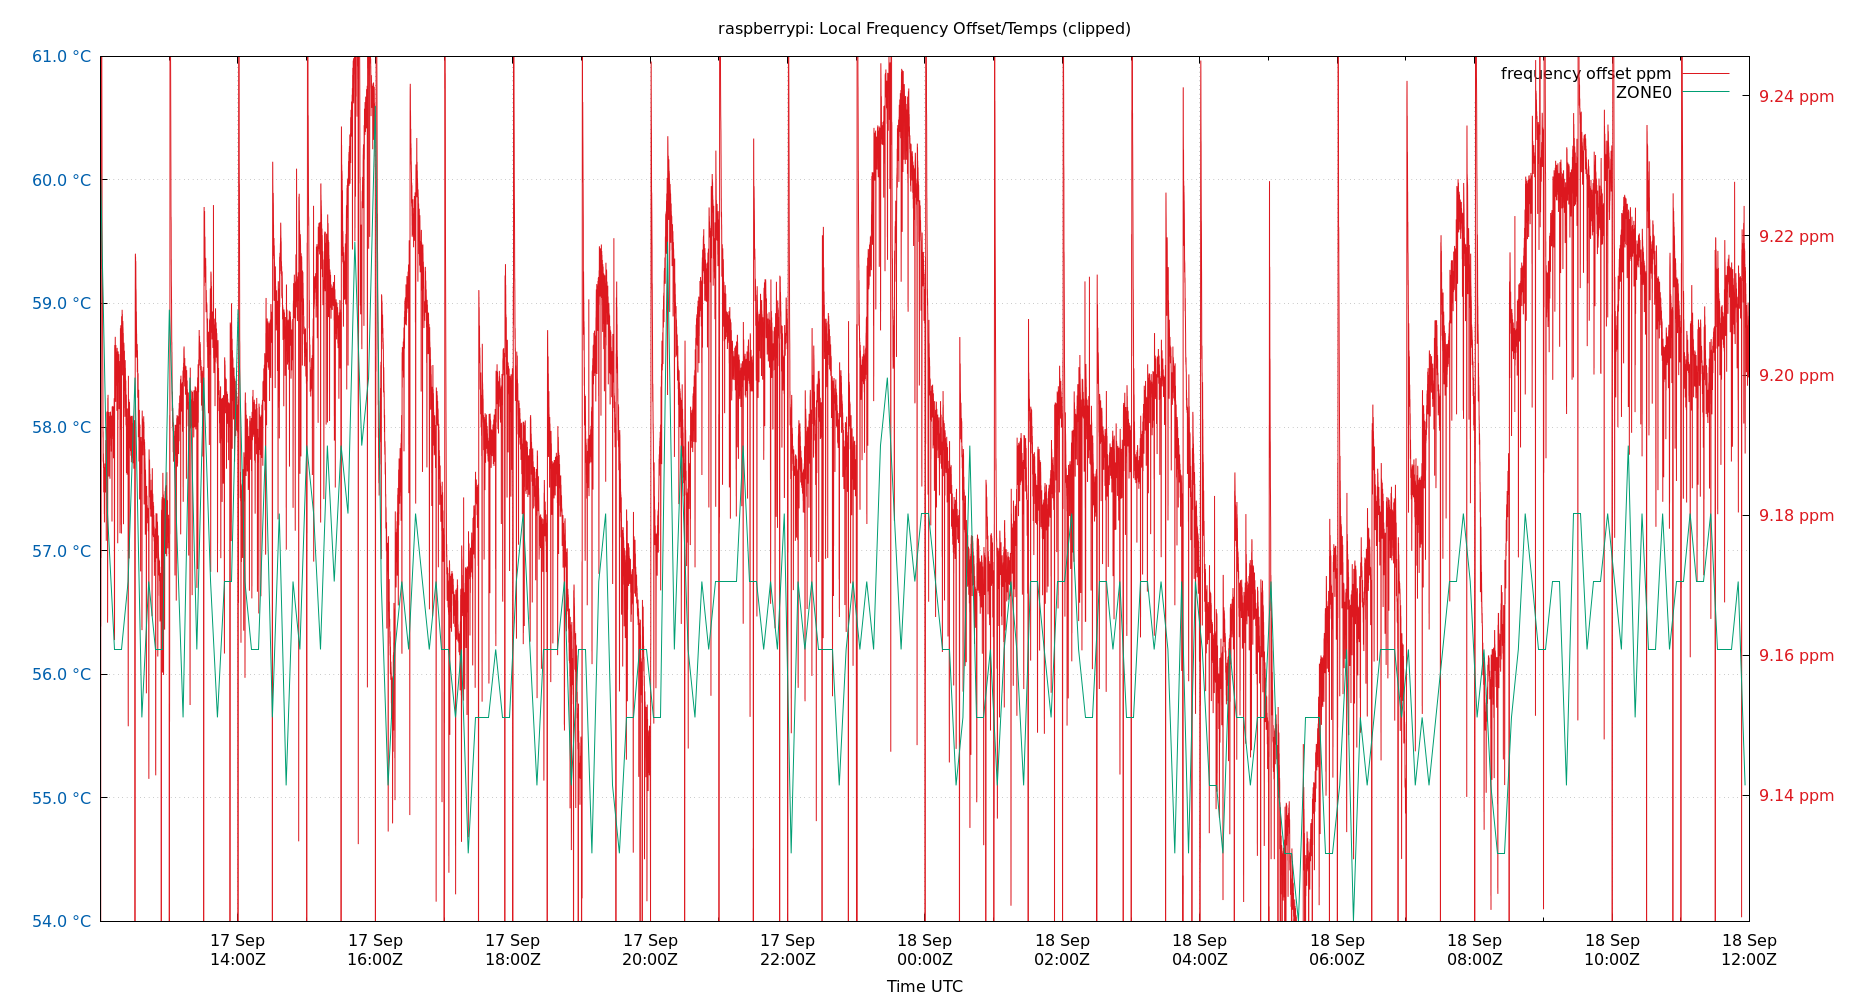 raspberrypi: Local Frequency Offset/Temps (clipped)
61.0 °C
60.0 °C
59.0 °C
58.0 °C
57.0 °C
56.0 °C
55.0 °C
54.0 °C
frequency offset ppm
ZONE0
9.24 ppm
9.22 ppm
9.20 ppm
9.18 ppm
9.16 ppm
9.14 ppm
17 Sep 17 Sep 17 Sep 17 Sep 17 Sep 18 Sep 18 Sep 18 Sep 18 Sep 18 Sep 18 Sep 18 Sep
14:00Z 16:00Z 18:00Z 20:00Z 22:00Z 00:00Z 02:00Z 04:00Z 06:00Z 08:00Z 10:00Z 12:00Z
Time UTC